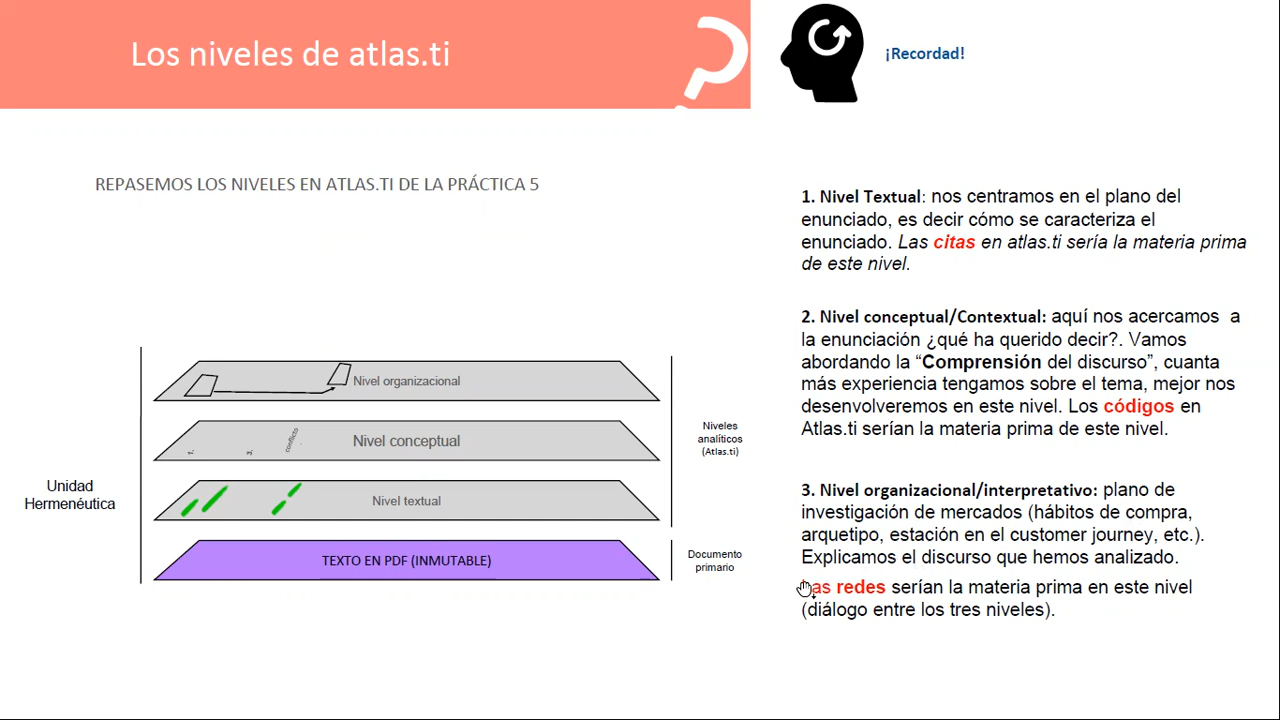 Los niveles de atlas.ti
¡Recordad!
REPASEMOS LOS NIVELES EN ATLAS.TI DE LA PRÁCTICA 5
1. Nivel Textual: nos centramos en el plano del
enunciado, es decir cómo se caracteriza el
enunciado. Las citas en atlas.ti sería la materia prima
de este nivel.
2. Nivel conceptual/Contextual: aquí nos acercamos a
la enunciación ¿qué ha querido decir?. Vamos
abordando la “Comprensión del discurso”, cuanta
más experiencia tengamos sobre el tema, mejor nos
desenvolveremos en este nivel. Los códigos en
Atlas.ti serían la materia prima de este nivel.
3. Nivel organizacional/interpretativo: plano de
investigación de mercados (hábitos de compra,
arquetipo, estación en el customer journey, etc.).
Explicamos el discurso que hemos analizado.
Las redes serían la materia prima en este nivel
(diálogo entre los tres niveles).
Nivel organizacional
Nivel conceptual
1.
3.
conflicto
Nivel textual
TEXTO EN PDF (INMUTABLE)
Unidad
Hermenéutica
Niveles
analíticos
(Atlas.ti)
Documento
primario